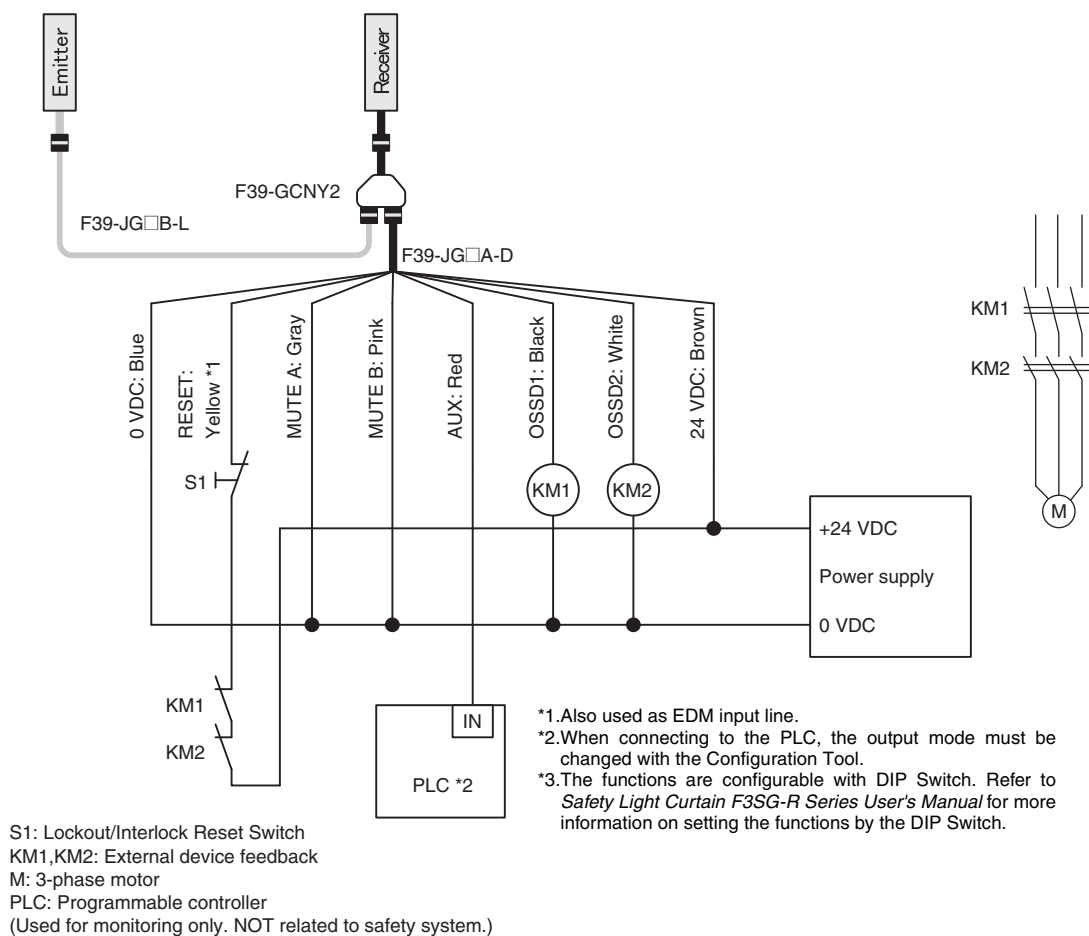 Emitter
Receiver
F39-GCNY2
F39-JG□B-L
F39-JG□A-D
0 VDC: Blue
RESET:
Yellow *1
MUTE A: Gray
MUTE B: Pink
AUX: Red
OSSD1: Black
OSSD2: White
24 VDC: Brown
KM1
KM2
M
S1
KM1
KM2
+24 VDC
Power supply
0 VDC
KM1
KM2
IN
PLC *2
*1.Also used as EDM input line.
*2.When connecting to the PLC, the output mode must be
changed with the Configuration Tool.
*3.The functions are configurable with DIP Switch. Refer to
Safety Light Curtain F3SG-R Series User's Manual for more
information on setting the functions by the DIP Switch.
S1: Lockout/Interlock Reset Switch
KM1,KM2: External device feedback
M: 3-phase motor
PLC: Programmable controller
(Used for monitoring only. NOT related to safety system.)